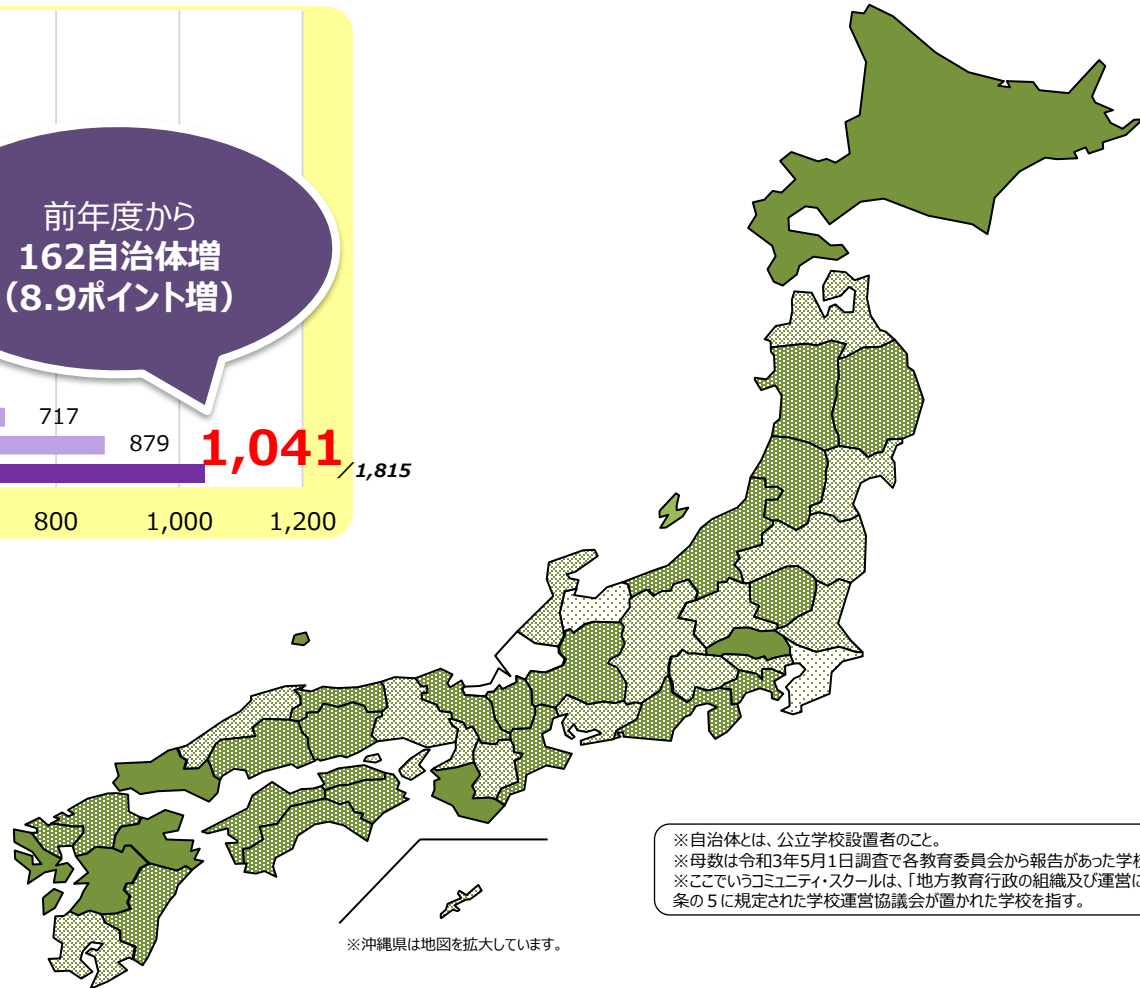 前年度から
162自治体増
（8.9ポイント増）
717
879
1,041
／1,815
800 1,000 1,200
※自治体とは、公立学校設置者のこと。
※母数は令和3年5月1日調査で各教育委員会から報告があった学校
※ここでいうコミュニティ・スクールは、「地方教育行政の組織及び運営に
条の５に規定された学校運営協議会が置かれた学校を指す。
※沖縄県は地図を拡大しています。